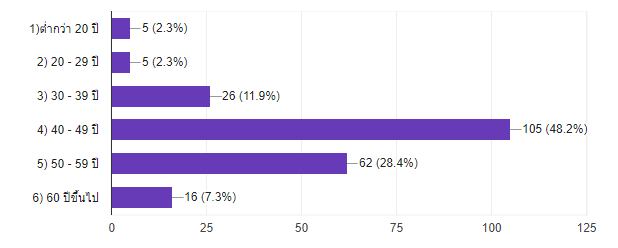 1)ต่ำกว่า 20 ปี 5 (2.3%)
2) 20 - 29 ปี 5 (2.3%)
3) 30 - 39 ปี 26 (11.9%)
4) 40 - 49 ปี 105 (48.2%)
5) 50 - 59 ปี 62 (28.4%)
6) 60 ปีขึ้นไป 16 (7.3%)
0 25 50 75 100 125